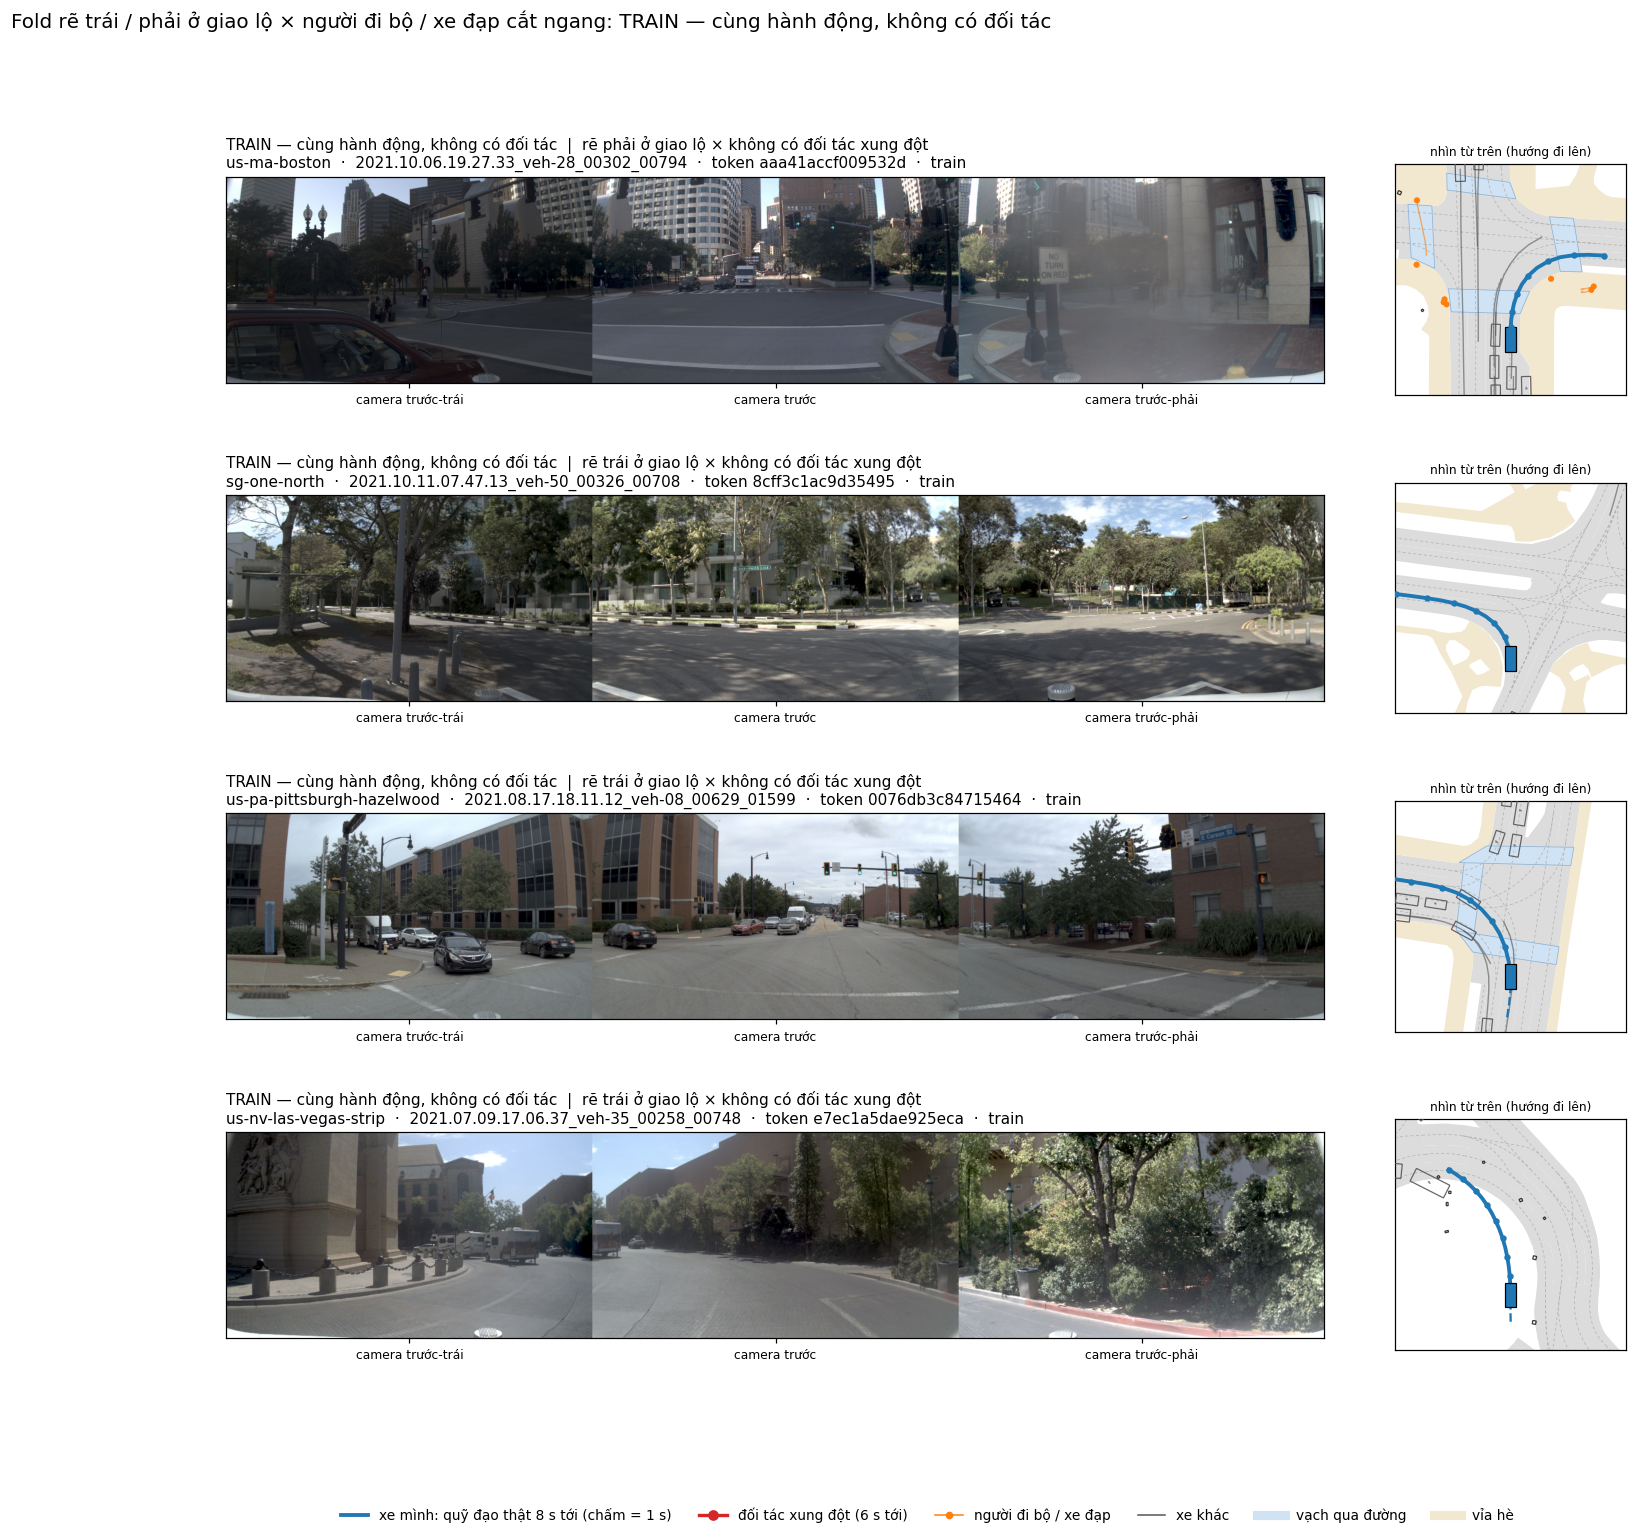 Fold rẽ trái / phải ở giao lộ × người đi bộ / xe đạp cắt ngang: TRAIN — cùng hành động, không có đối tác
TRAIN — cùng hành động, không có đối tác | rẽ phải ở giao lộ × không có đối tác xung đột
us-ma-boston · 2021.10.06.19.27.33_veh-28_00302_00794 · token aaa41accf009532d · train
nhìn từ trên (hướng đi lên)
NO
TURN
ON RED
camera trước-trái
camera trước
camera trước-phải
TRAIN — cùng hành động, không có đối tác | rẽ trái ở giao lộ × không có đối tác xung đột
sg-one-north · 2021.10.11.07.47.13_veh-50_00326_00708 · token 8cff3c1ac9d35495 · train
nhìn từ trên (hướng đi lên)
camera trước-trái
camera trước
camera trước-phải
TRAIN — cùng hành động, không có đối tác | rẽ trái ở giao lộ × không có đối tác xung đột
us-pa-pittsburgh-hazelwood · 2021.08.17.18.11.12_veh-08_00629_01599 · token 0076db3c84715464 · train
nhìn từ trên (hướng đi lên)
camera trước-trái
camera trước
camera trước-phải
TRAIN — cùng hành động, không có đối tác | rẽ trái ở giao lộ × không có đối tác xung đột
us-nv-las-vegas-strip · 2021.07.09.17.06.37_veh-35_00258_00748 · token e7ec1a5dae925eca · train
nhìn từ trên (hướng đi lên)
camera trước-trái
camera trước
camera trước-phải
xe mình: quỹ đạo thật 8 s tới (chấm = 1 s)
đối tác xung đột (6 s tới)
người đi bộ / xe đạp
xe khác
vạch qua đường
vỉa hè